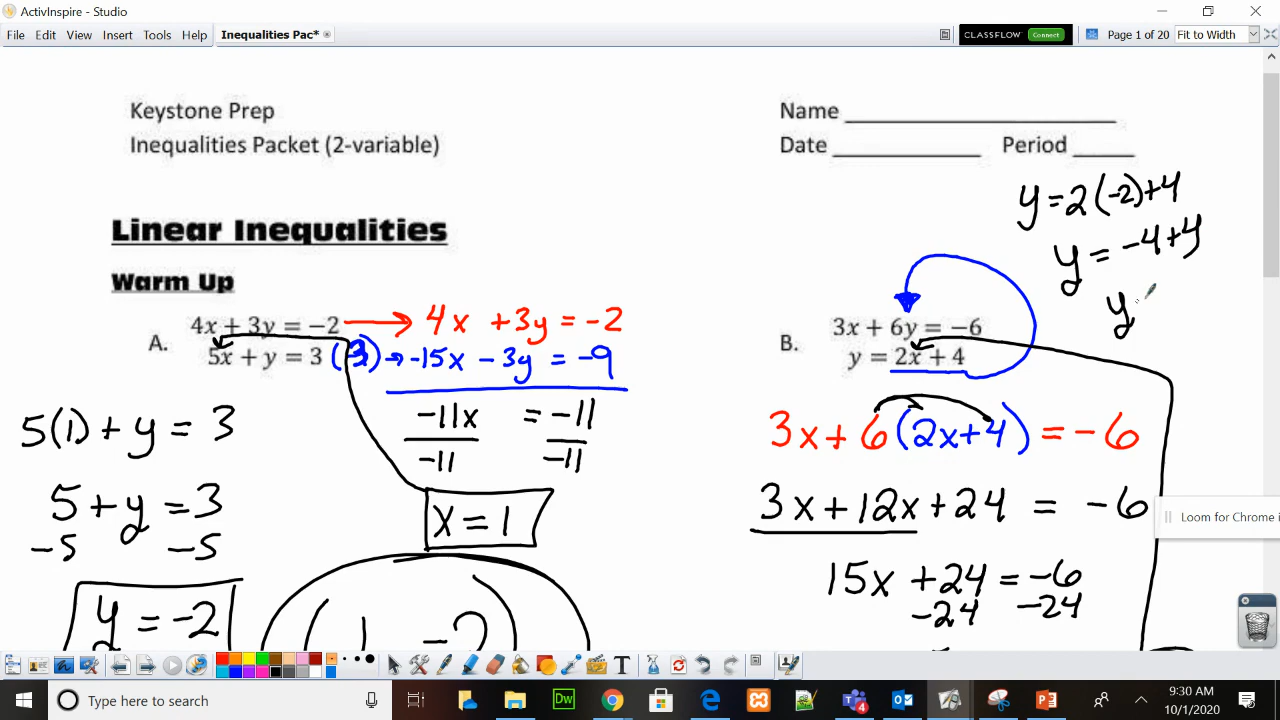 ActivInspire - Studio
File Edit View Insert Tools Help
Inequalities Pac*
CLASSFLOW Connect
Page 1 of 20 Fit to Width
Keystone Prep
Inequalities Packet (2-variable)
Name
Date Period
Linear Inequalities
Warm Up
A.
4x + 3y = −2
5x + y = 3
4x +3y = -2
-15x - 3y = -9
-11x = -11
-11 -11
x = 1
5(1) + y = 3
5 + y = 3
-5 -5
y = -2
( 1 -2 )
B.
3x + 6y = −6
y = 2x + 4
y = 2(-2)+4
y = -4+4
y
3x + 6(2x+4) = -6
3x + 12x + 24 = -6
15x + 24 = -6
-24 -24
Loom for Chrome i
Type here to search
Dw
4
9:30 AM
10/1/2020